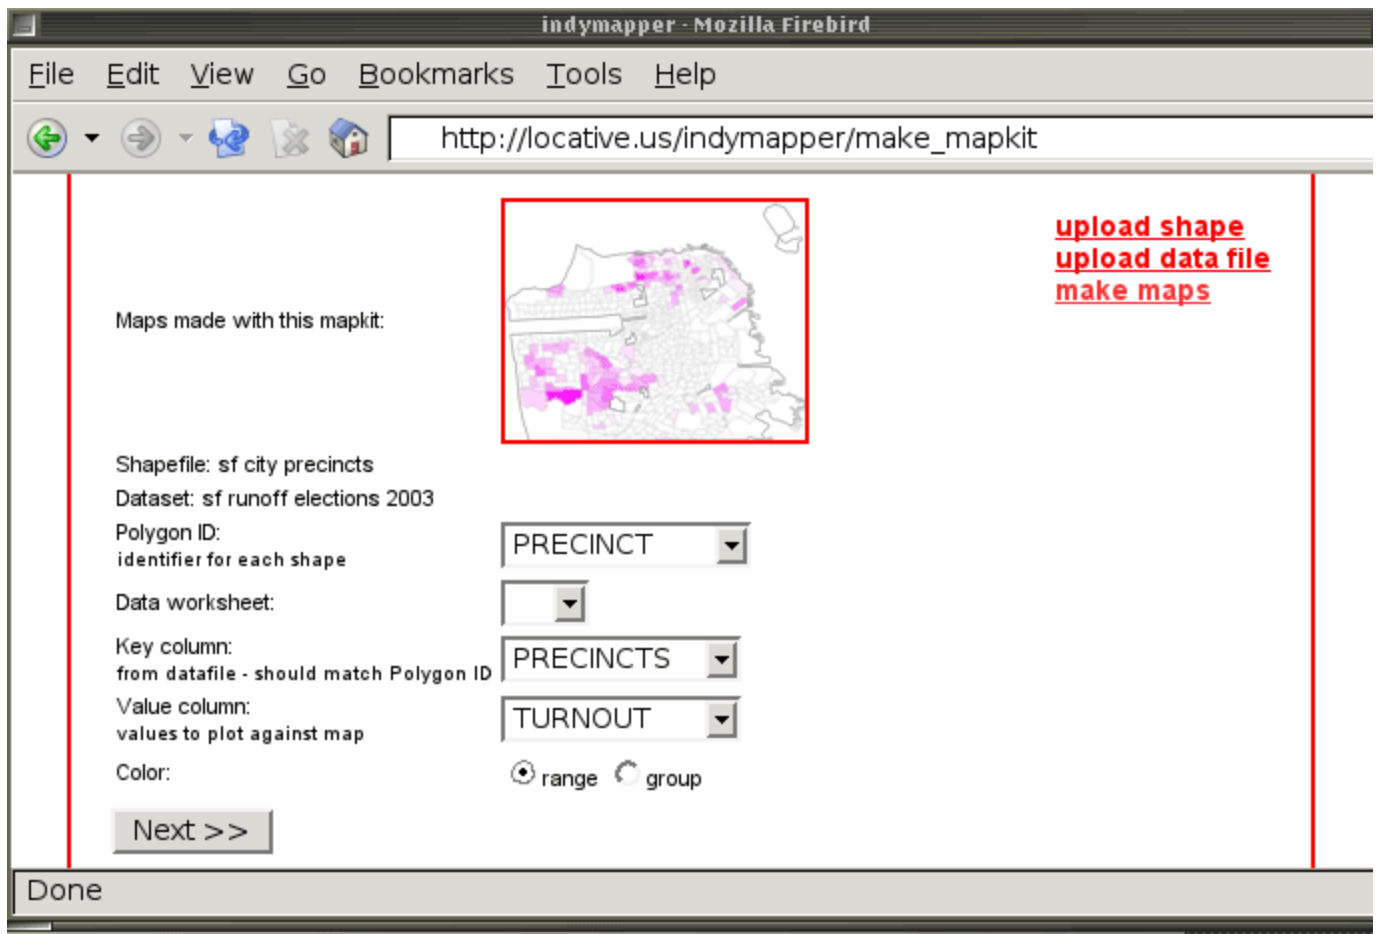 indymapper - Mozilla Firebird
File Edit View Go Bookmarks Tools Help
http://locative.us/indymapper/make_mapkit
upload shape
upload data file
make maps
Maps made with this mapkit:
Shapefile: sf city precincts
Dataset: sf runoff elections 2003
Polygon ID:
identifier for each shape
PRECINCT
Data worksheet:
Key column:
from datafile - should match Polygon ID
PRECINCTS
Value column:
values to plot against map
TURNOUT
Color: range group
Next >>
Done